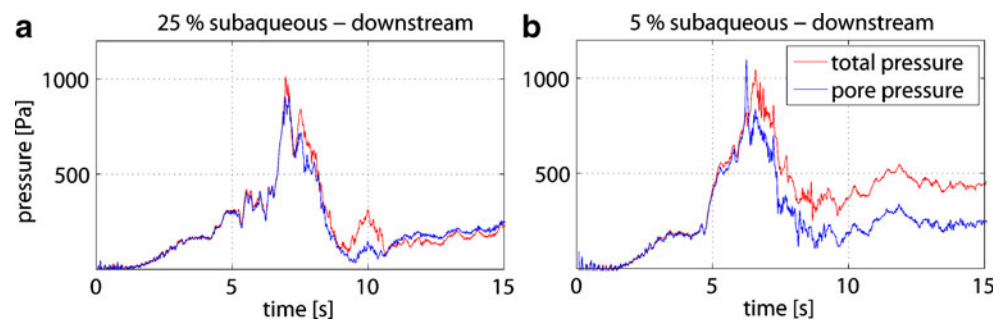 a 25 % subaqueous – downstream
pressure [Pa]
1000
500
0 5 10 15
time [s]
b 5 % subaqueous – downstream
total pressure
pore pressure
1000
500
0 5 10 15
time [s]